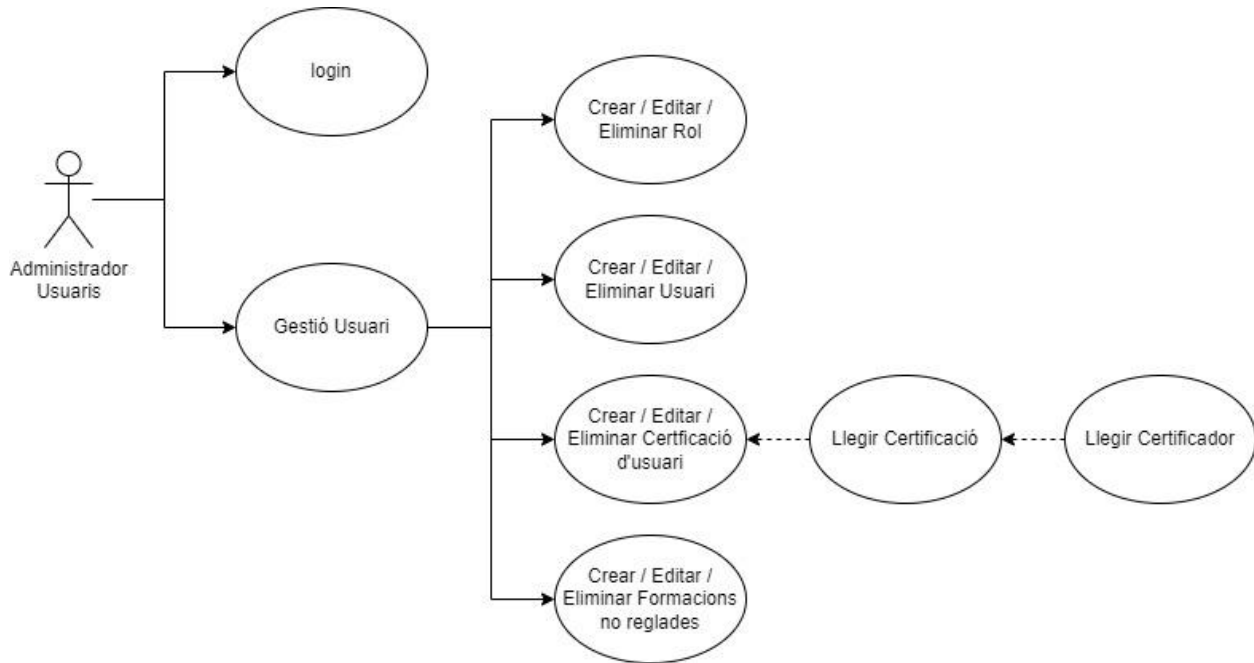 login
Crear / Editar /
Eliminar Rol
Administrador
Usuaris
Crear / Editar /
Eliminar Usuari
Gestió Usuari
Crear / Editar /
Eliminar Certficació
d'usuari
Llegir Certificació
Llegir Certificador
Crear / Editar /
Eliminar Formacions
no reglades